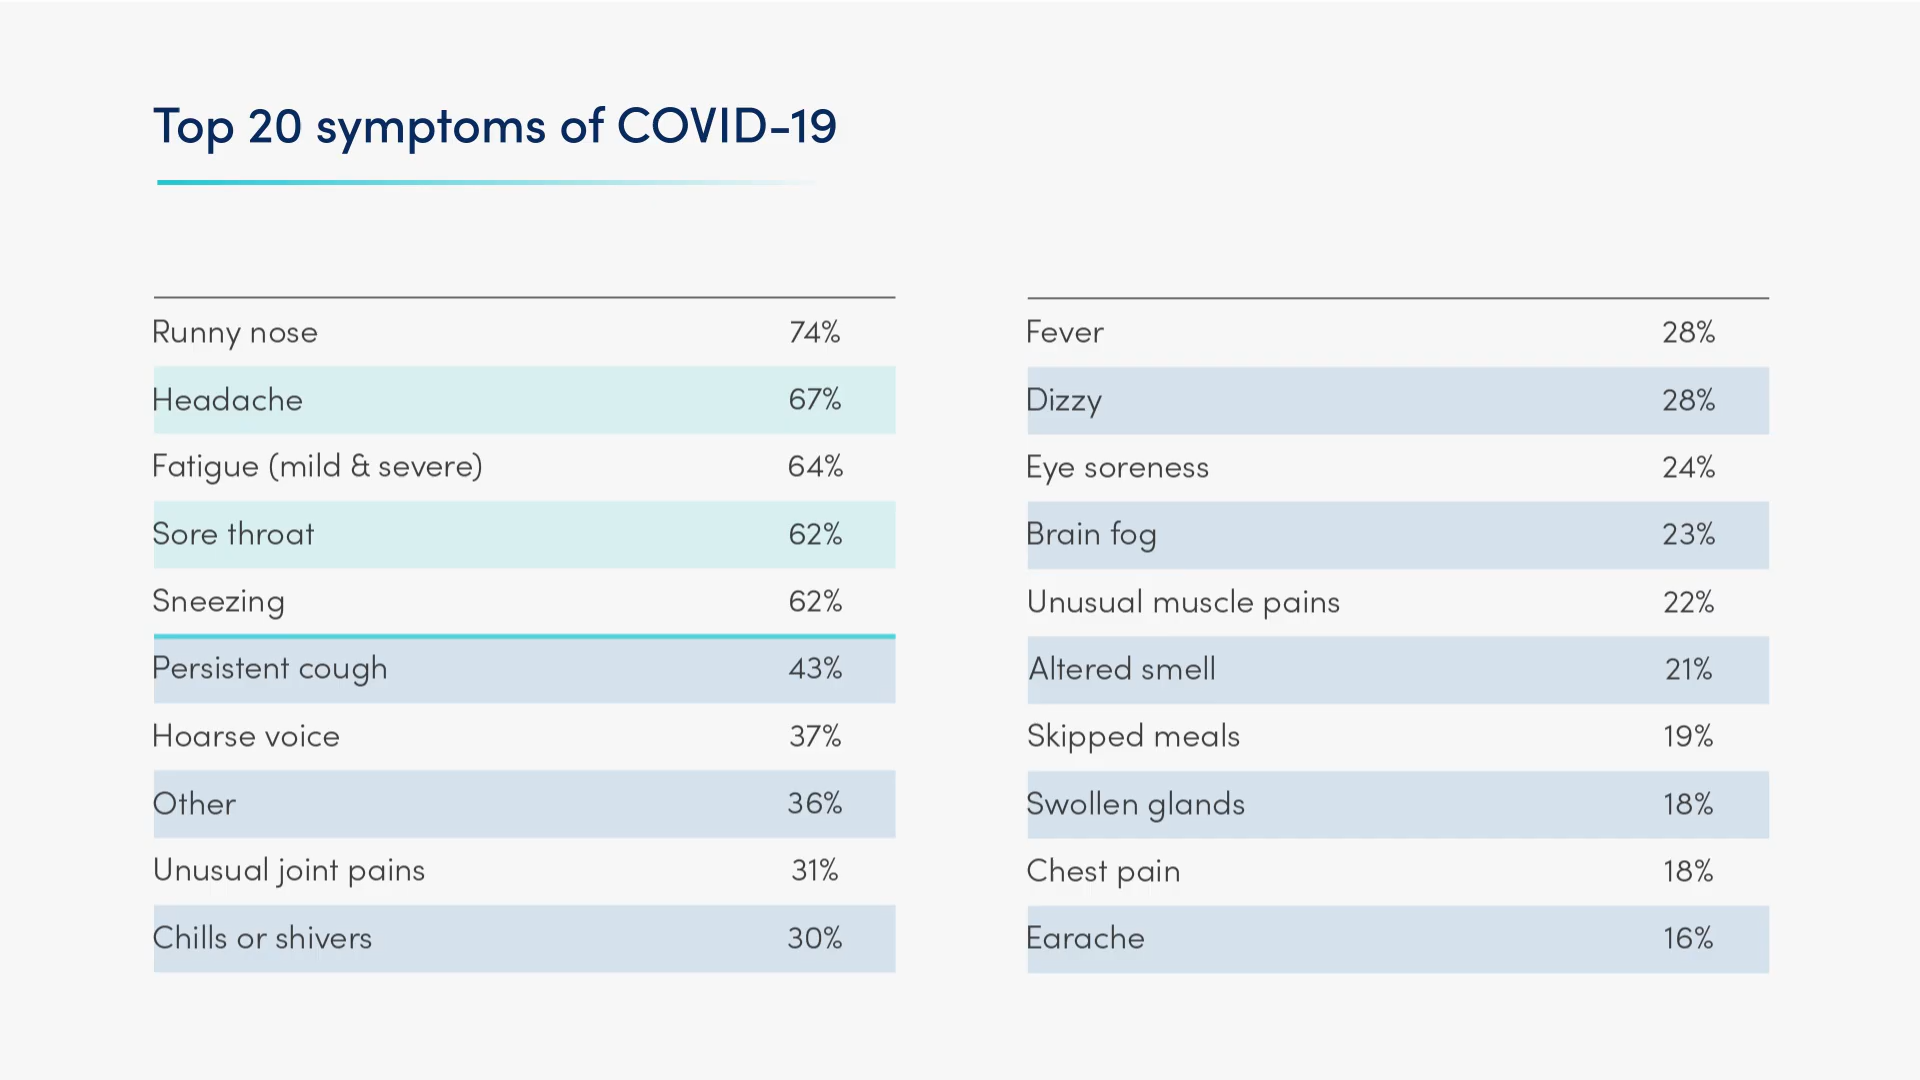 Top 20 symptoms of COVID-19
Runny nose 74%
Headache 67%
Fatigue (mild & severe) 64%
Sore throat 62%
Sneezing 62%
Persistent cough 43%
Hoarse voice 37%
Other 36%
Unusual joint pains 31%
Chills or shivers 30%
Fever 28%
Dizzy 28%
Eye soreness 24%
Brain fog 23%
Unusual muscle pains 22%
Altered smell 21%
Skipped meals 19%
Swollen glands 18%
Chest pain 18%
Earache 16%